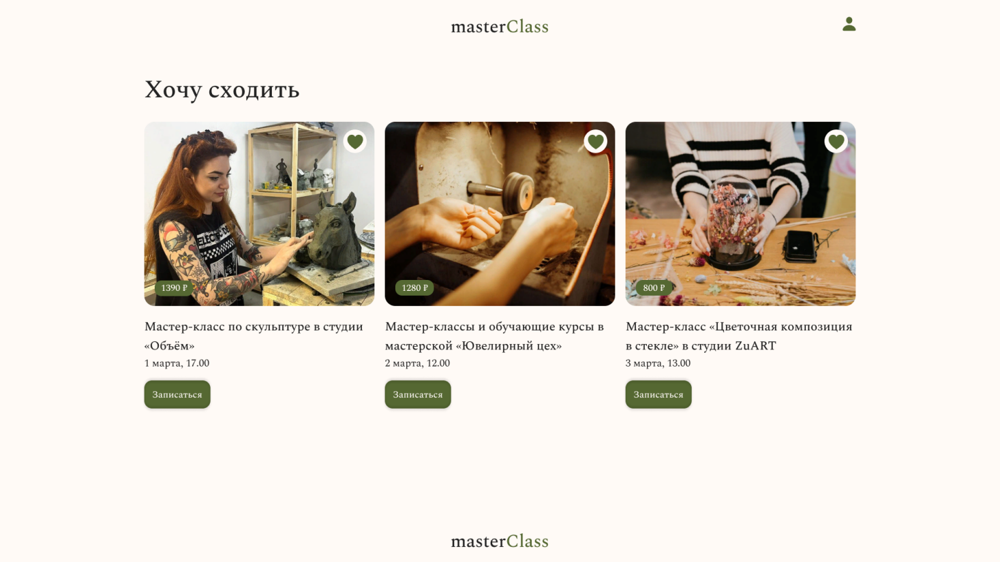 masterClass
Хочу сходить
1390 ₽
1280 ₽
800 ₽
Мастер-класс по скульптуре в студии
«Объём»
1 марта, 17.00
Записаться
Мастер-классы и обучающие курсы в
мастерской «Ювелирный цех»
2 марта, 12.00
Записаться
Мастер-класс «Цветочная композиция
в стекле» в студии ZuART
3 марта, 13.00
Записаться
masterClass